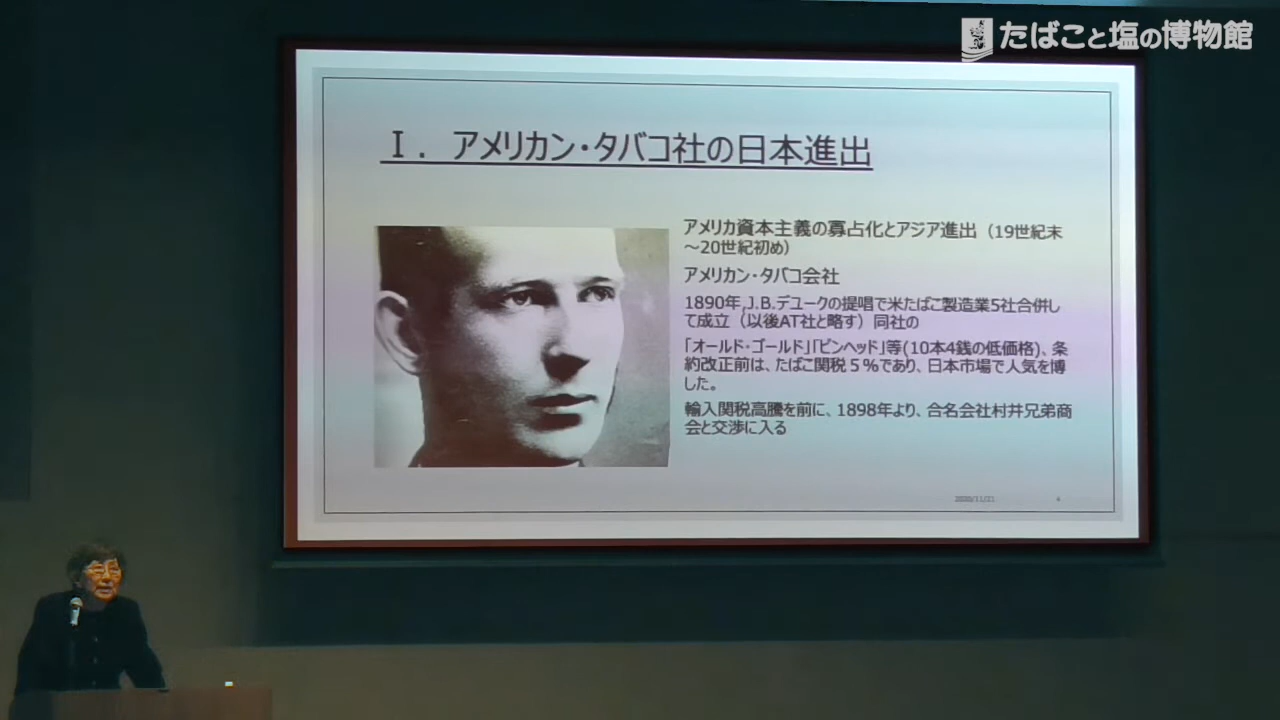 たばこと塩の博物館
Ⅰ. アメリカン・タバコ社の日本進出
アメリカ資本主義の寡占化とアジア進出（19世紀末
～20世紀初め）
アメリカン・タバコ会社
1890年,J.B.デュークの提唱で米たばこ製造業5社合併し
て成立（以後AT社と略す）同社の
「オールド・ゴールド」「ピンヘッド」等(10本4銭の低価格)、条
約改正前は、たばこ関税５％であり、日本市場で人気を博
した。
輸入関税高騰を前に、1898年より、合名会社村井兄弟商
会と交渉に入る
2020/11/21
4